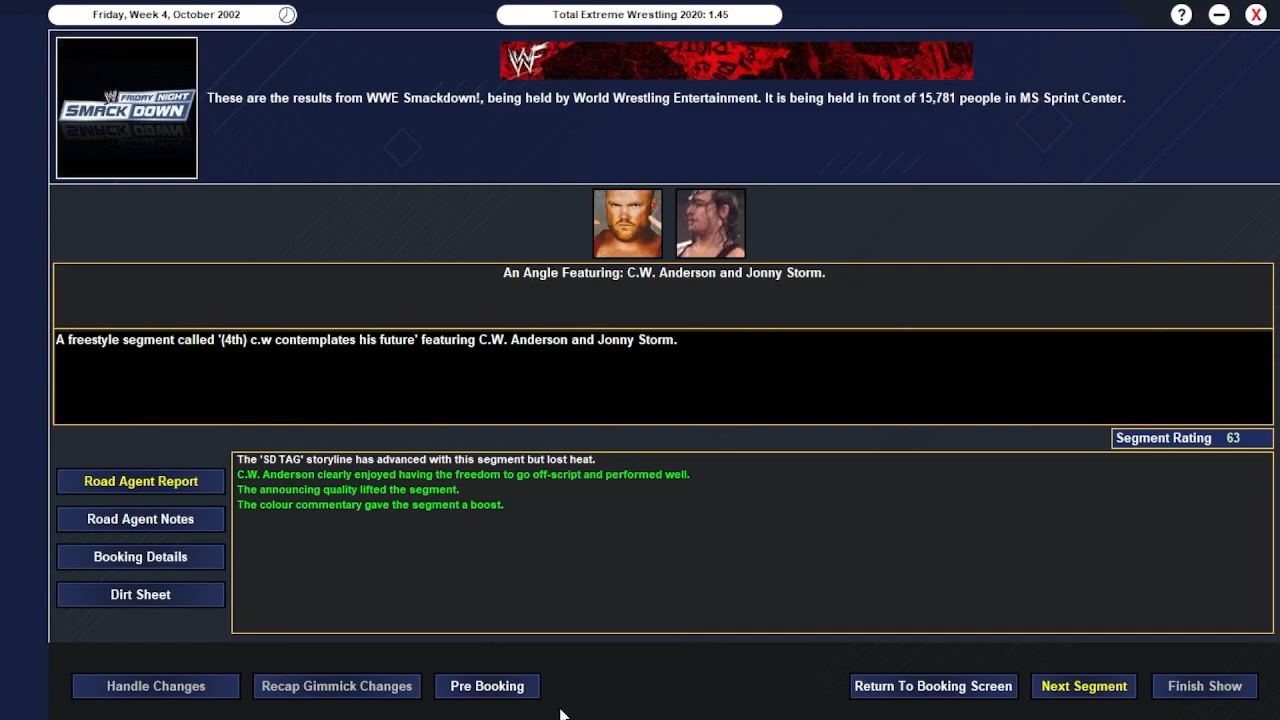 Friday, Week 4, October 2002
Total Extreme Wrestling 2020: 1.45
?
X
W
FRIDAY NIGHT
SMACK DOWN
WF
These are the results from WWE Smackdown!, being held by World Wrestling Entertainment. It is being held in front of 15,781 people in MS Sprint Center.
An Angle Featuring: C.W. Anderson and Jonny Storm.
A freestyle segment called '(4th) c.w contemplates his future' featuring C.W. Anderson and Jonny Storm.
Segment Rating 63
Road Agent Report
Road Agent Notes
Booking Details
Dirt Sheet
The 'SD TAG' storyline has advanced with this segment but lost heat.
C.W. Anderson clearly enjoyed having the freedom to go off-script and performed well.
The announcing quality lifted the segment.
The colour commentary gave the segment a boost.
Handle Changes
Recap Gimmick Changes
Pre Booking
Return To Booking Screen
Next Segment
Finish Show